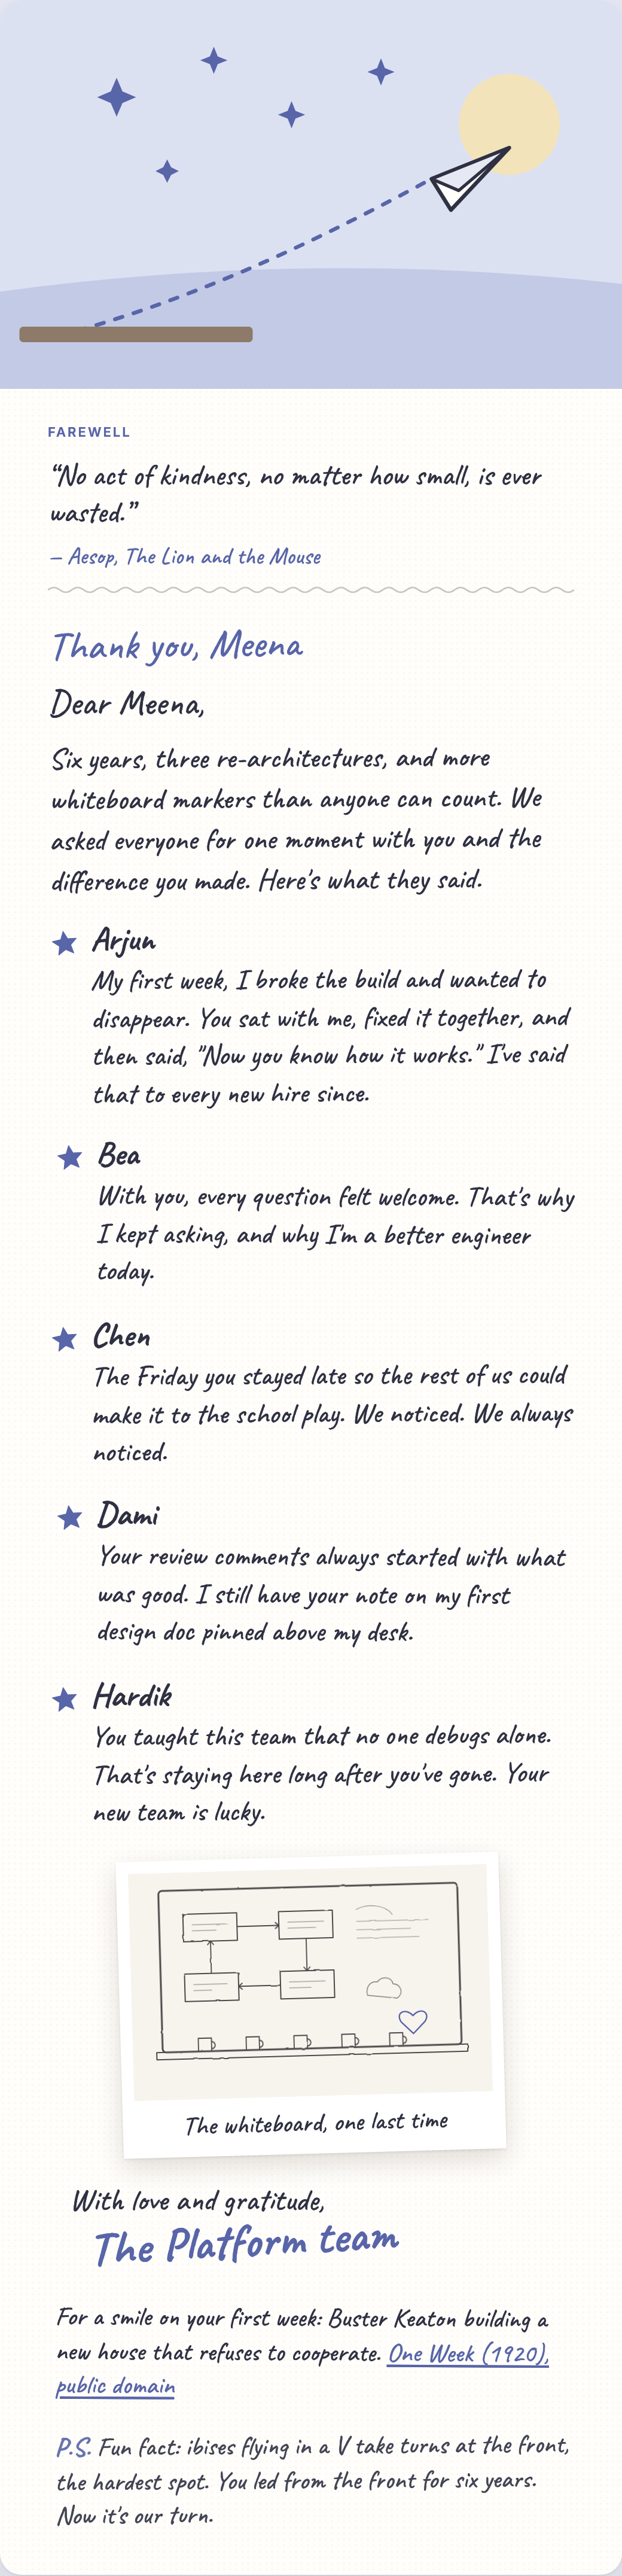 FAREWELL
“No act of kindness, no matter how small, is ever
wasted.”
— Aesop, The Lion and the Mouse
Thank you, Meena
Dear Meena,
Six years, three re-architectures, and more
whiteboard markers than anyone can count. We
asked everyone for one moment with you and the
difference you made. Here's what they said.
Arjun
My first week, I broke the build and wanted to
disappear. You sat with me, fixed it together, and
then said, "Now you know how it works." I've said
that to every new hire since.
Bea
With you, every question felt welcome. That's why
I kept asking, and why I'm a better engineer
today.
Chen
The Friday you stayed late so the rest of us could
make it to the school play. We noticed. We always
noticed.
Dami
Your review comments always started with what
was good. I still have your note on my first
design doc pinned above my desk.
Hardik
You taught this team that no one debugs alone.
That's staying here long after you've gone. Your
new team is lucky.
The whiteboard, one last time
With love and gratitude,
The Platform team
For a smile on your first week: Buster Keaton building a
new house that refuses to cooperate. One Week (1920),
public domain
P.S. Fun fact: ibises flying in a V take turns at the front,
the hardest spot. You led from the front for six years.
Now it's our turn.